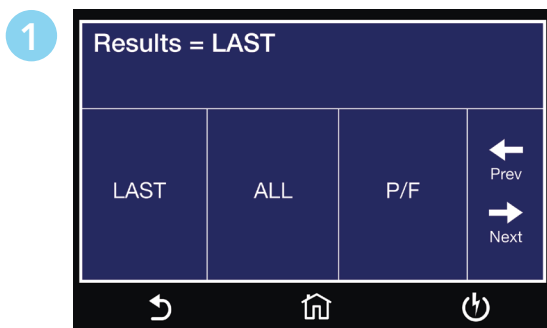 1
Results = LAST
LAST
ALL
P/F
Prev
Next